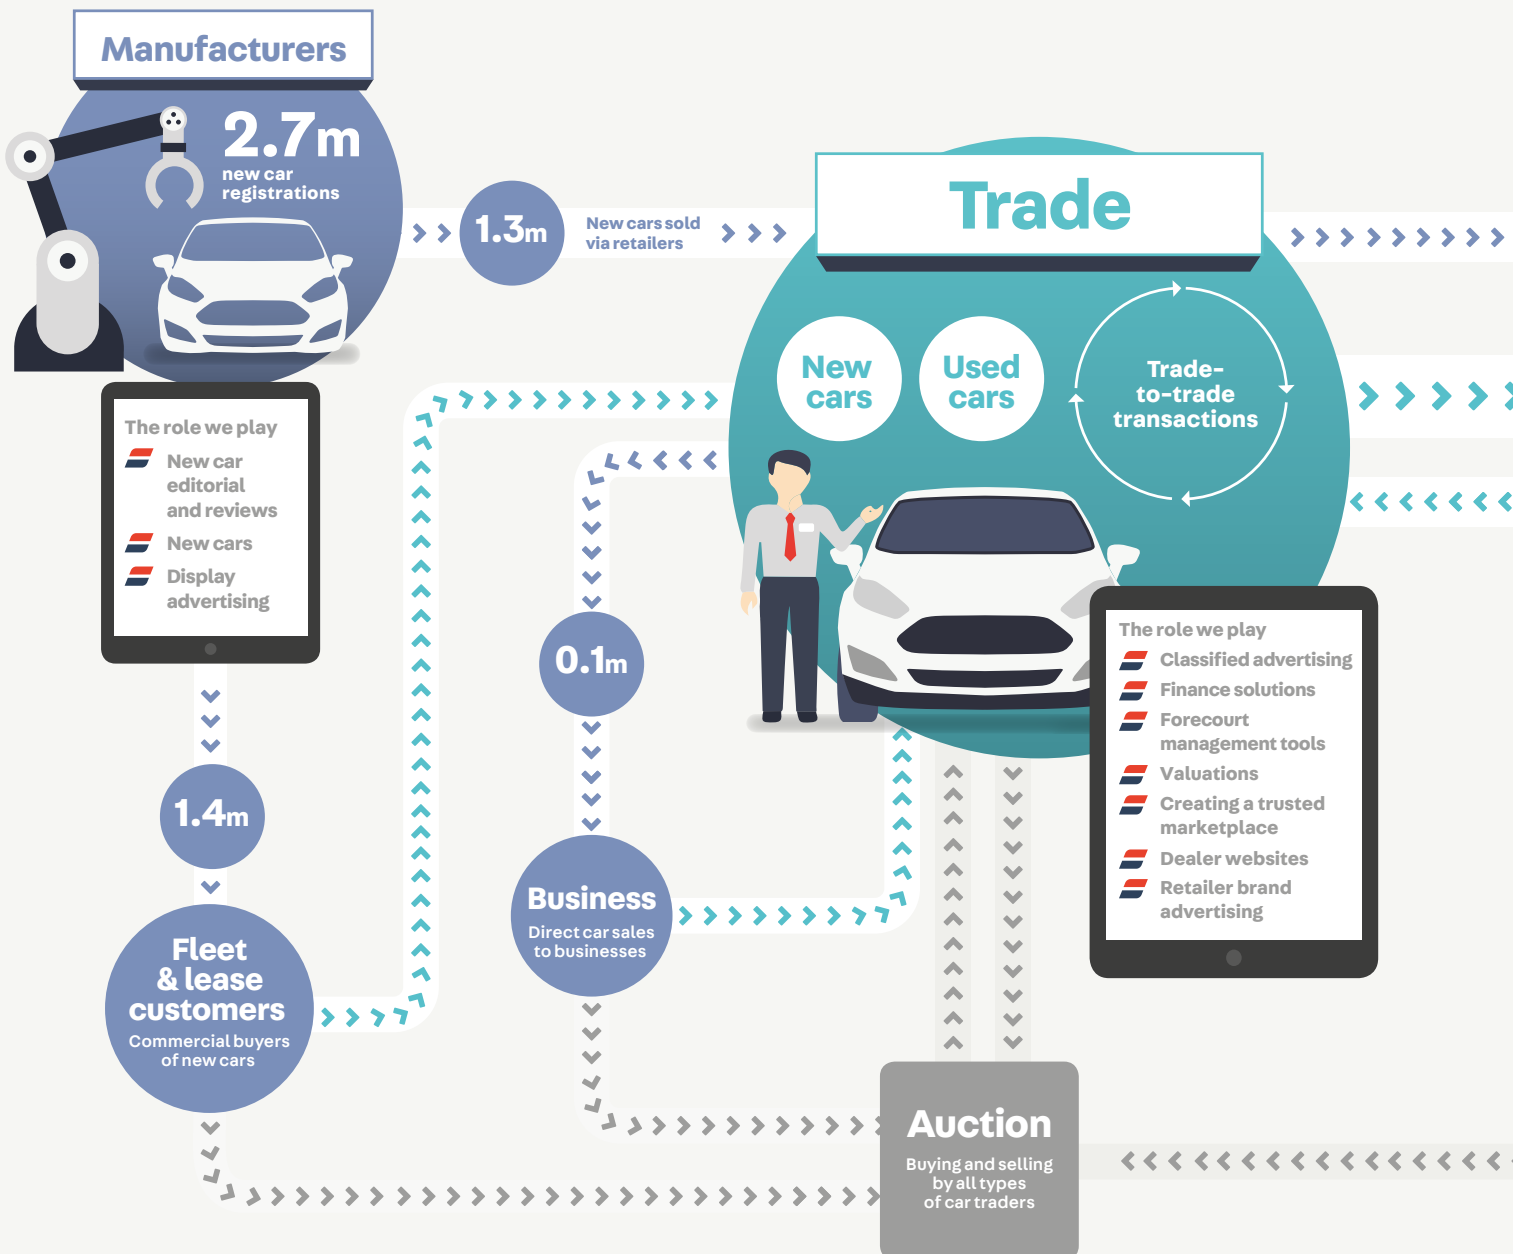 Manufacturers
2.7m
new car
registrations
1.3m
New cars sold
via retailers
Trade
New
cars
Used
cars
Trade-
to-trade
transactions
The role we play
New car
editorial
and reviews
New cars
Display
advertising
0.1m
The role we play
Classified advertising
Finance solutions
Forecourt
management tools
Valuations
Creating a trusted
marketplace
Dealer websites
Retailer brand
advertising
1.4m
Business
Direct car sales
to businesses
Fleet
& lease
customers
Commercial buyers
of new cars
Auction
Buying and selling
by all types
of car traders